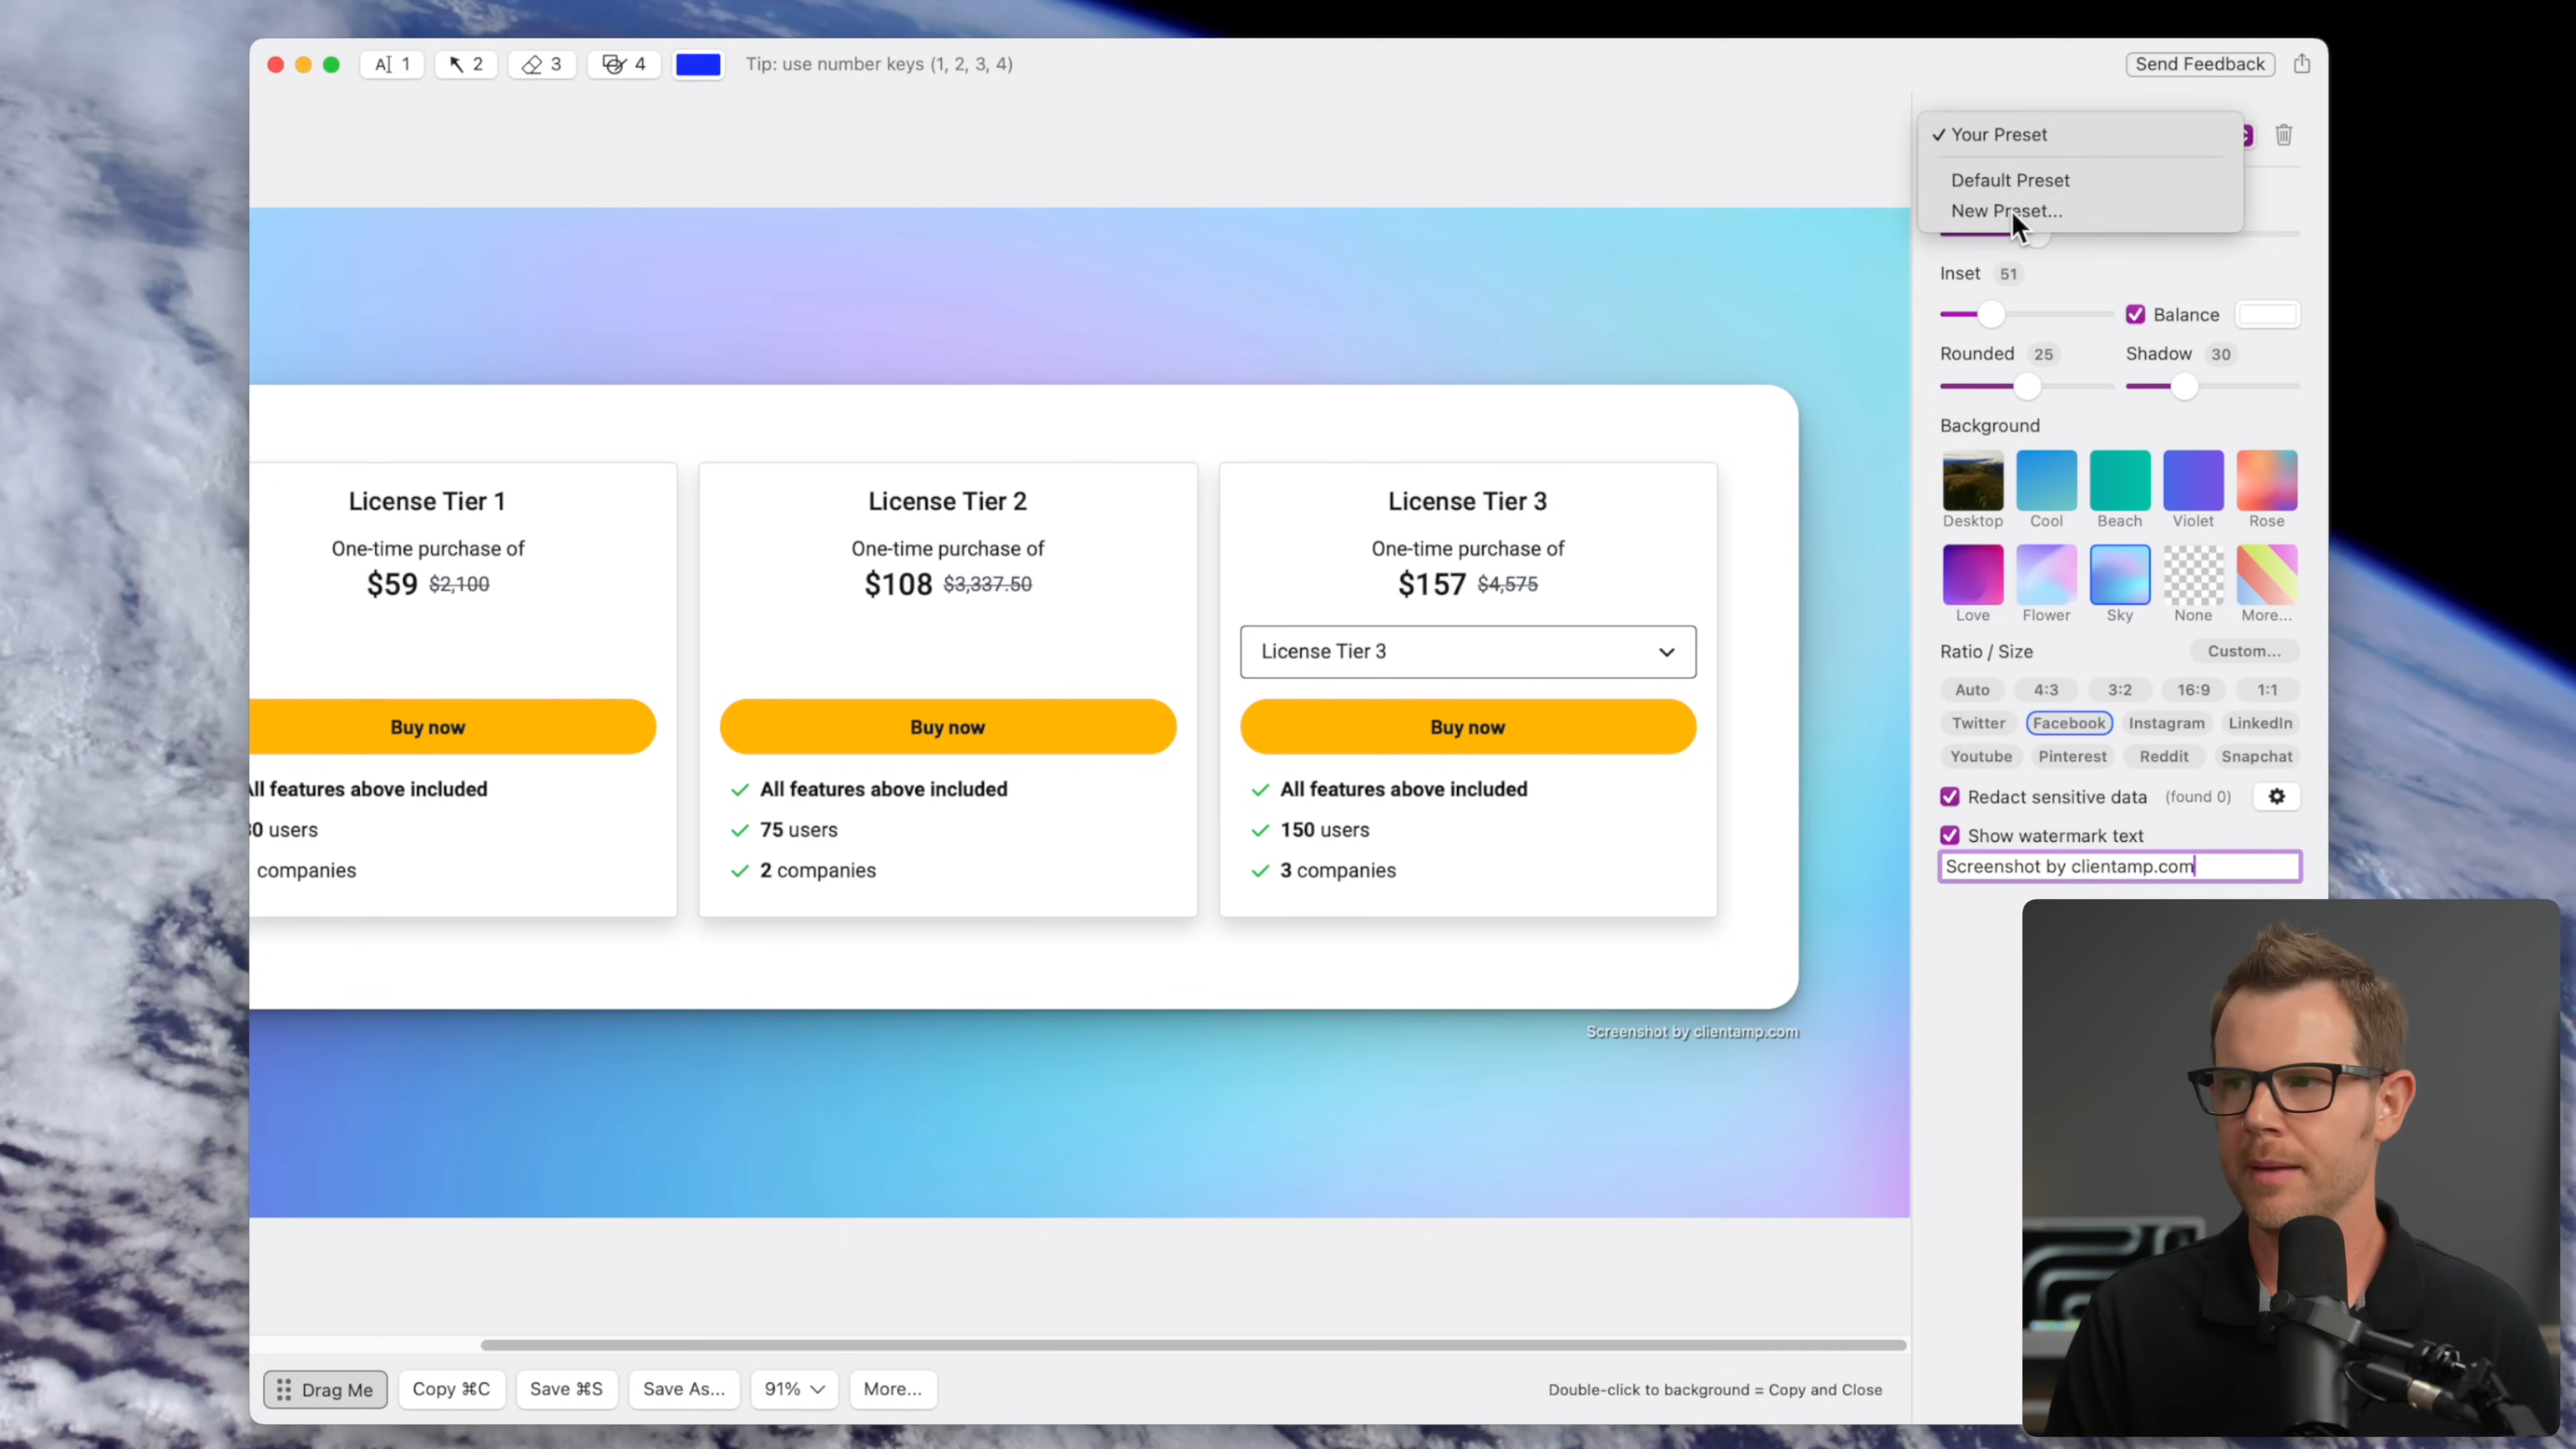 AI 1
2
3
4
Tip: use number keys (1, 2, 3, 4)
Send Feedback
Your Preset
Default Preset
New Preset...
Inset 51
Balance
Rounded 25
Shadow 30
Background
Desktop
Cool
Beach
Violet
Rose
Love
Flower
Sky
None
More...
Ratio / Size
Custom...
Auto
4:3
3:2
16:9
1:1
Twitter
Facebook
Instagram
LinkedIn
Youtube
Pinterest
Reddit
Snapchat
Redact sensitive data (found 0)
Show watermark text
Screenshot by clientamp.com
License Tier 1
One-time purchase of
$59 $2,100
Buy now
All features above included
users
companies
License Tier 2
One-time purchase of
$108 $3,337.50
Buy now
All features above included
75 users
2 companies
License Tier 3
One-time purchase of
$157 $4,575
License Tier 3
Buy now
All features above included
150 users
3 companies
Screenshot by clientamp.com
Drag Me
Copy ⌘C
Save ⌘S
Save As...
91%
More...
Double-click to background = Copy and Close